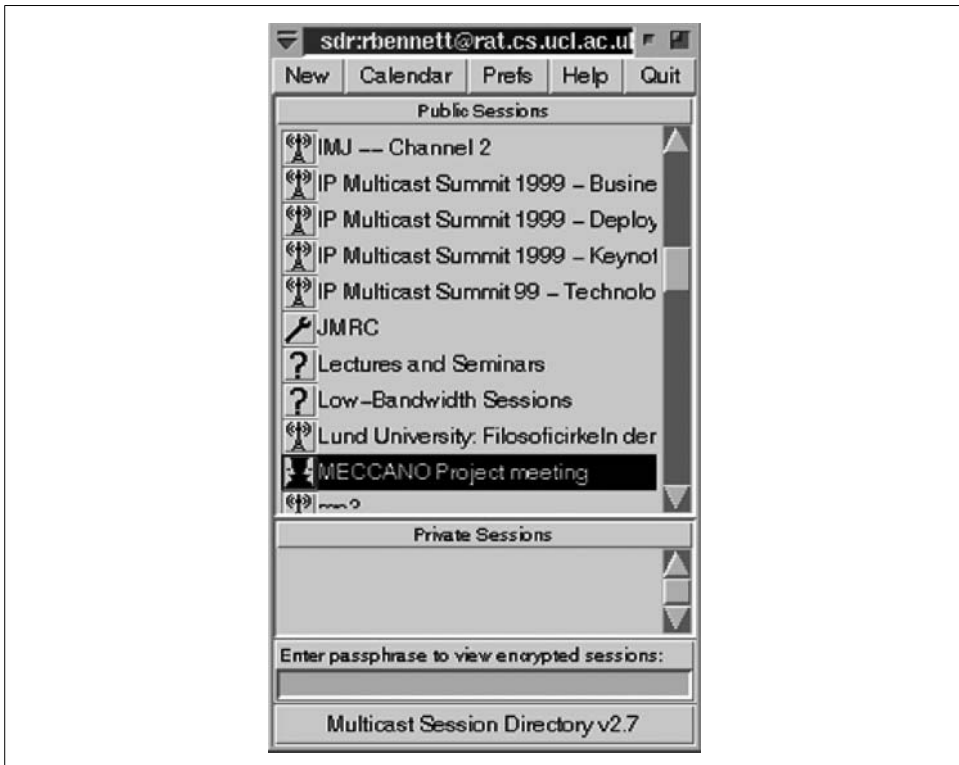 sdr:rbennett@rat.cs.ucl.ac.u
New Calendar Prefs Help Quit
Public Sessions
IMJ -- Channel 2
IP Multicast Summit 1999 - Busine
IP Multicast Summit 1999 - Deploy
IP Multicast Summit 1999 - Keynot
IP Multicast Summit 99 - Technolo
JMRC
? Lectures and Seminars
? Low-Bandwidth Sessions
Lund University: Filosoficirkeln der
MECCANO Project meeting
Private Sessions
Enter passphrase to view encrypted sessions:
Multicast Session Directory v2.7